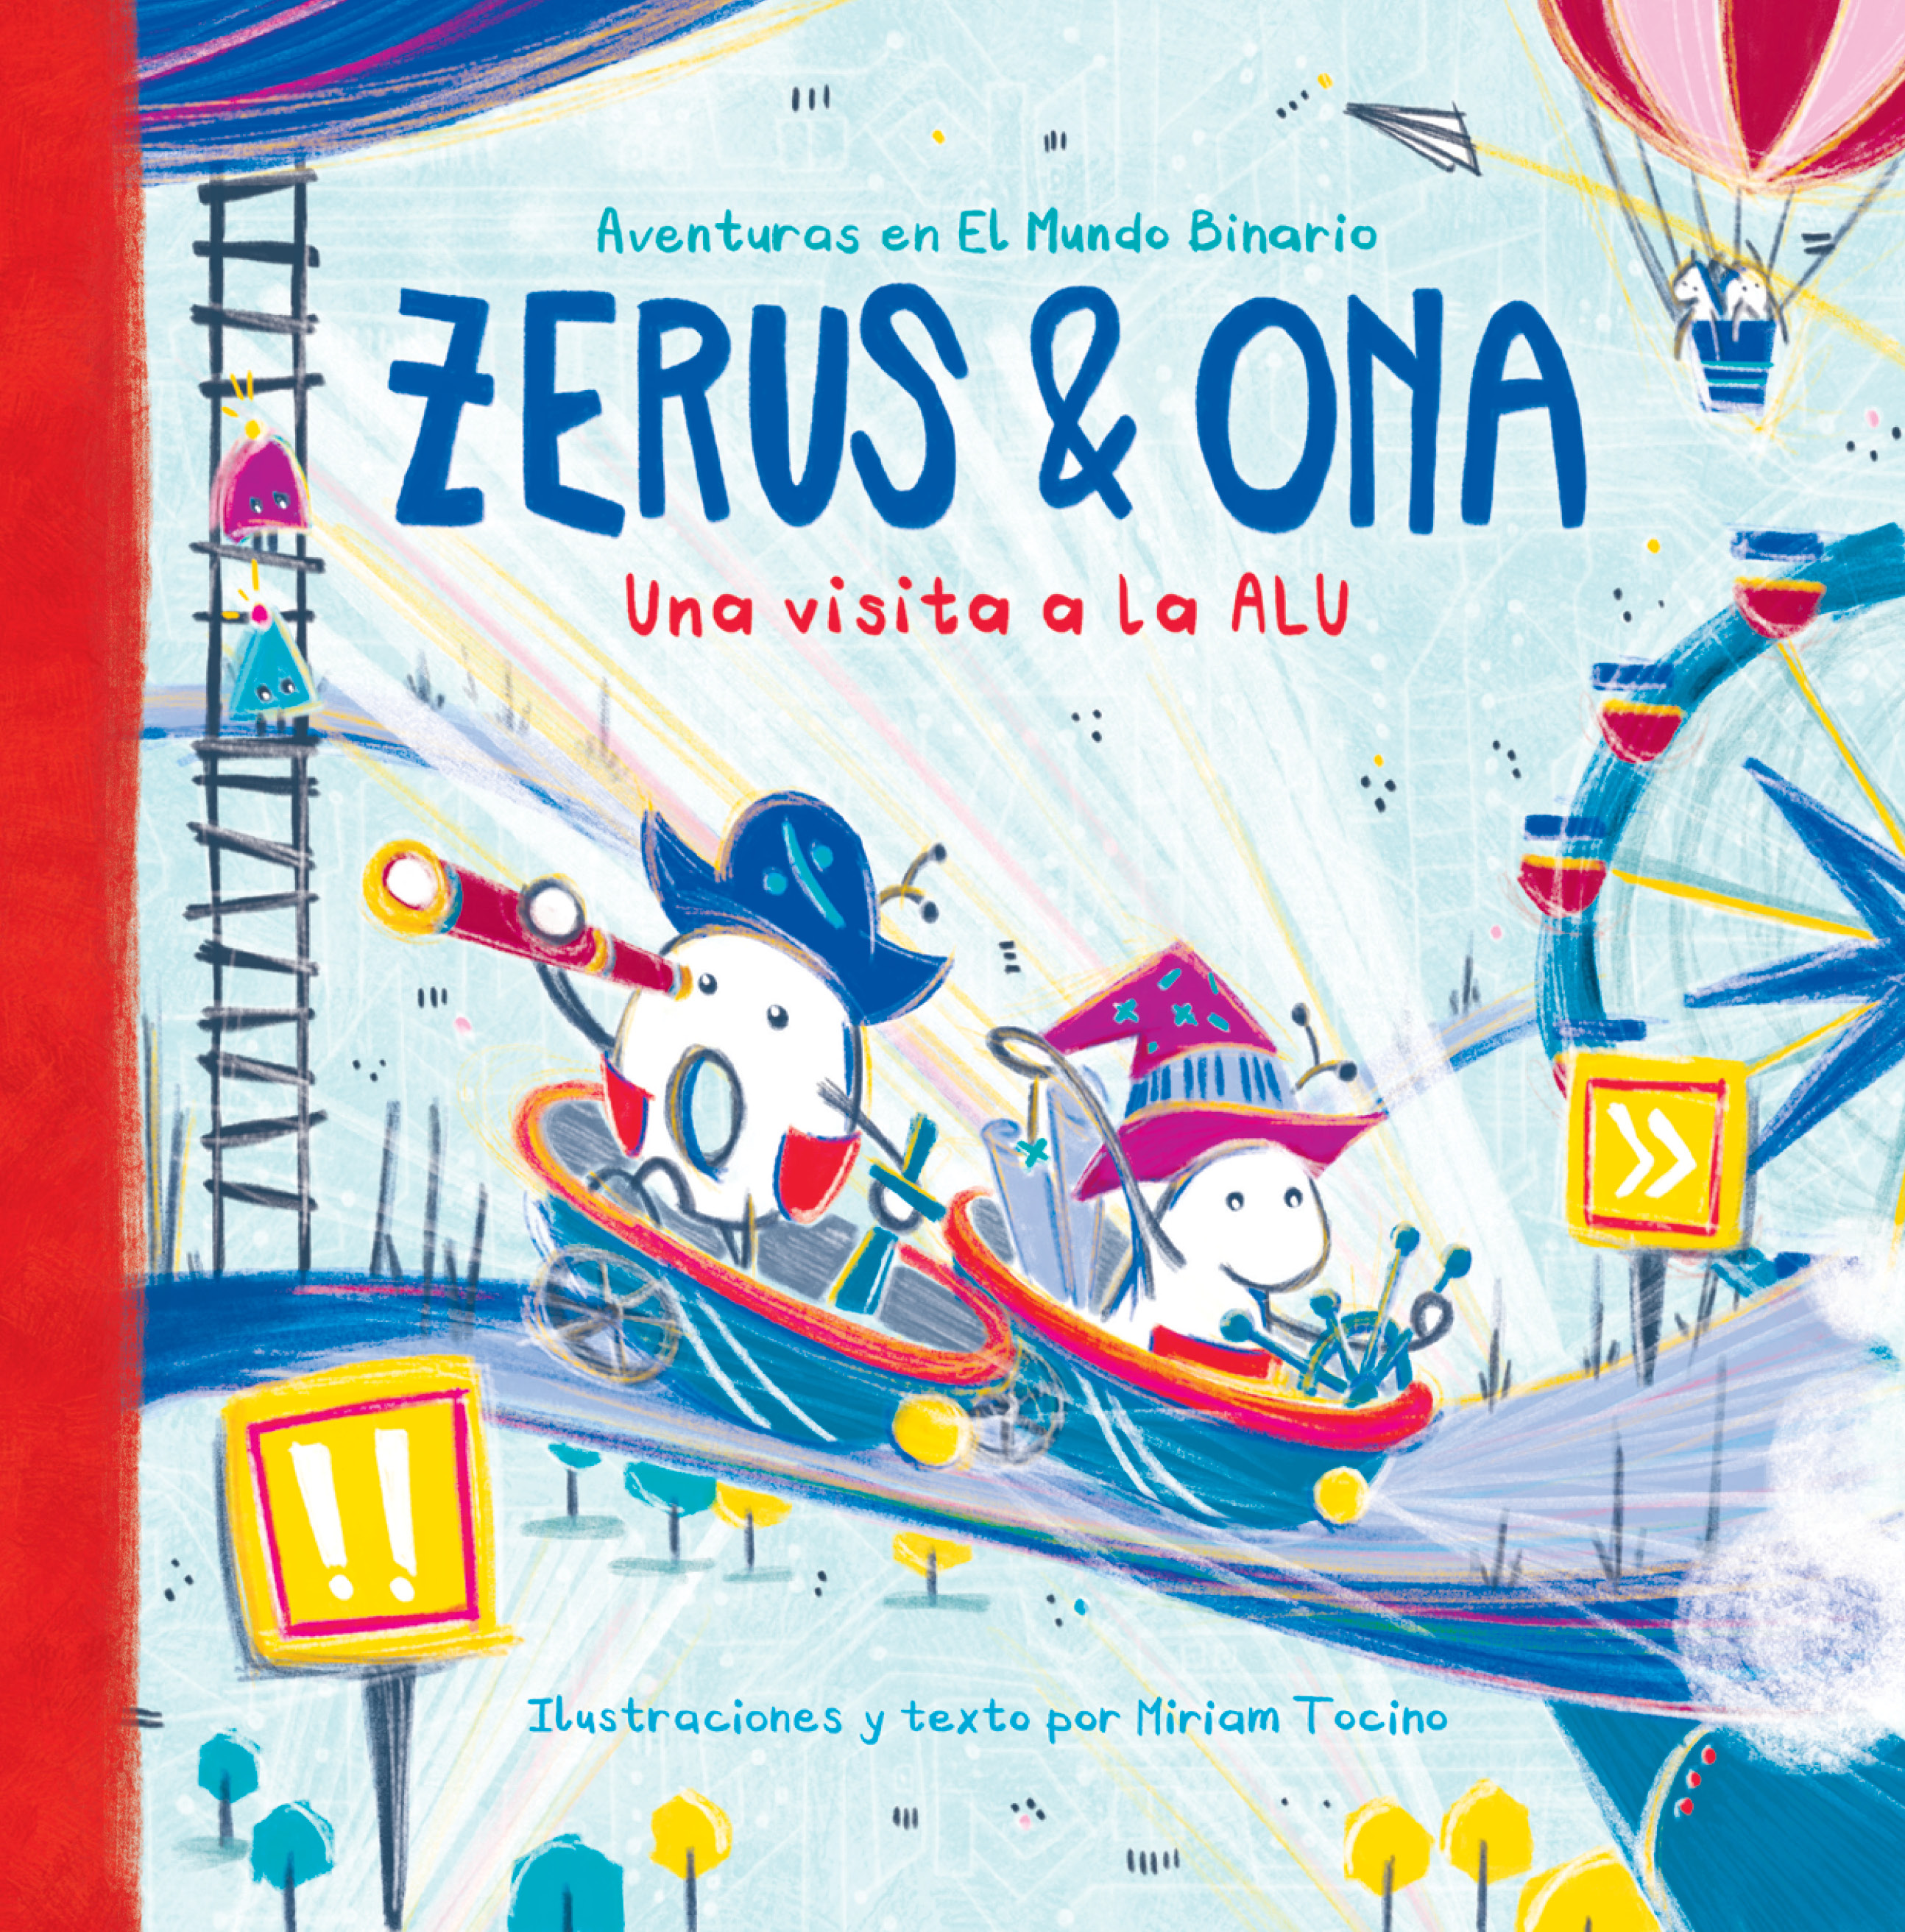 Aventuras en El Mundo Binario
ZERUS & ONA
Una visita a la ALU
»
!!
Ilustraciones y texto por Miriam Tocino